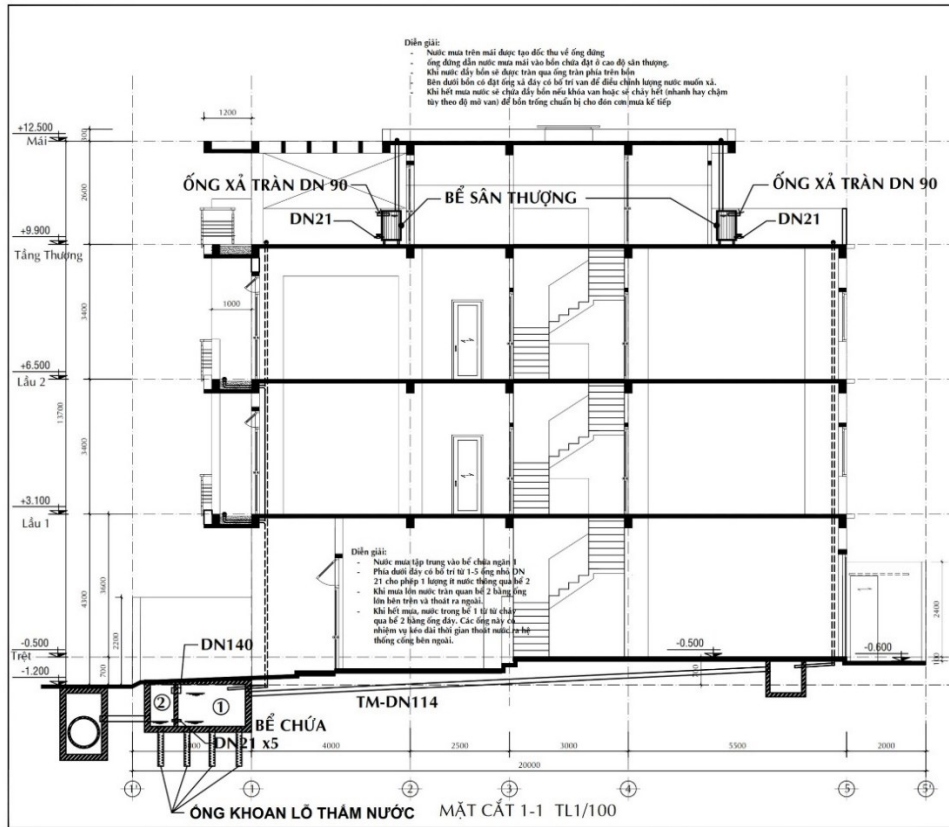 Diễn giải:
- Nước mưa trên mái được tạo dốc thu về ống đứng
- ống đứng dẫn nước mưa mái vào bồn chứa đặt ở cao độ sân thượng.
- Khi nước đầy bồn sẽ được tràn qua ống tràn phía trên bồn
- Bên dưới bồn có đặt ống xả đáy có bố trí van để điều chỉnh lượng nước muốn xả.
- Khi hết mưa nước sẽ chứa đầy bồn nếu khóa van hoặc sẽ chảy hết (nhanh hay chậm
tùy theo độ mở van) để bồn trống chuẩn bị cho đón cơn mưa kế tiếp
1200
+12.500
Mái
300
2600
ỐNG XẢ TRÀN DN 90
BỂ SÂN THƯỢNG
ỐNG XẢ TRÀN DN 90
DN21
DN21
+9.900
Tầng Thượng
1000
3400
+6.500
Lầu 2
13700
3400
+3.100
Lầu 1
Diễn giải:
- Nước mưa tập trung vào bể chứa ngăn 1
- Phía dưới đáy có bố trí từ 1-5 ống nhỏ DN
21 cho phép 1 lượng ít nước thông qua bể 2
- Khi mưa lớn nước tràn quan bể 2 bằng ống
lớn bên trên và thoát ra ngoài.
- Khi hết mưa, nước trong bể 1 từ từ chảy
qua bể 2 bằng ống đáy. Các ống này có
nhiệm vụ kéo dài thời gian thoát nước ra hệ
thống cống bên ngoài.
4300
3600
2200
2400
-0.500
Trệt
-0.500
-0.600
700
700
-1.200
DN140
2
1
TM-DN114
BỂ CHỨA
DN21 x5
4000
2500
3000
5500
2000
20000
1'
1
2
3
4
5
5'
ỐNG KHOAN LỖ THẤM NƯỚC
MẶT CẮT 1-1 TL1/100